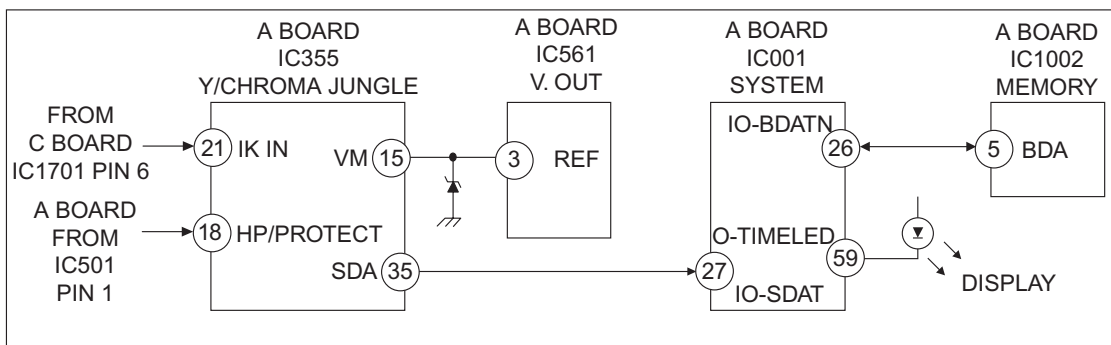 A BOARD
IC355
Y/CHROMA JUNGLE
A BOARD
IC561
V. OUT
A BOARD
IC001
SYSTEM
A BOARD
IC1002
MEMORY
FROM
C BOARD
IC1701 PIN 6
21 IK IN
VM 15
3 REF
IO-BDATN
26
5 BDA
A BOARD
FROM
IC501
PIN 1
18 HP/PROTECT
SDA 35
O-TIMELED
59
27
IO-SDAT
DISPLAY